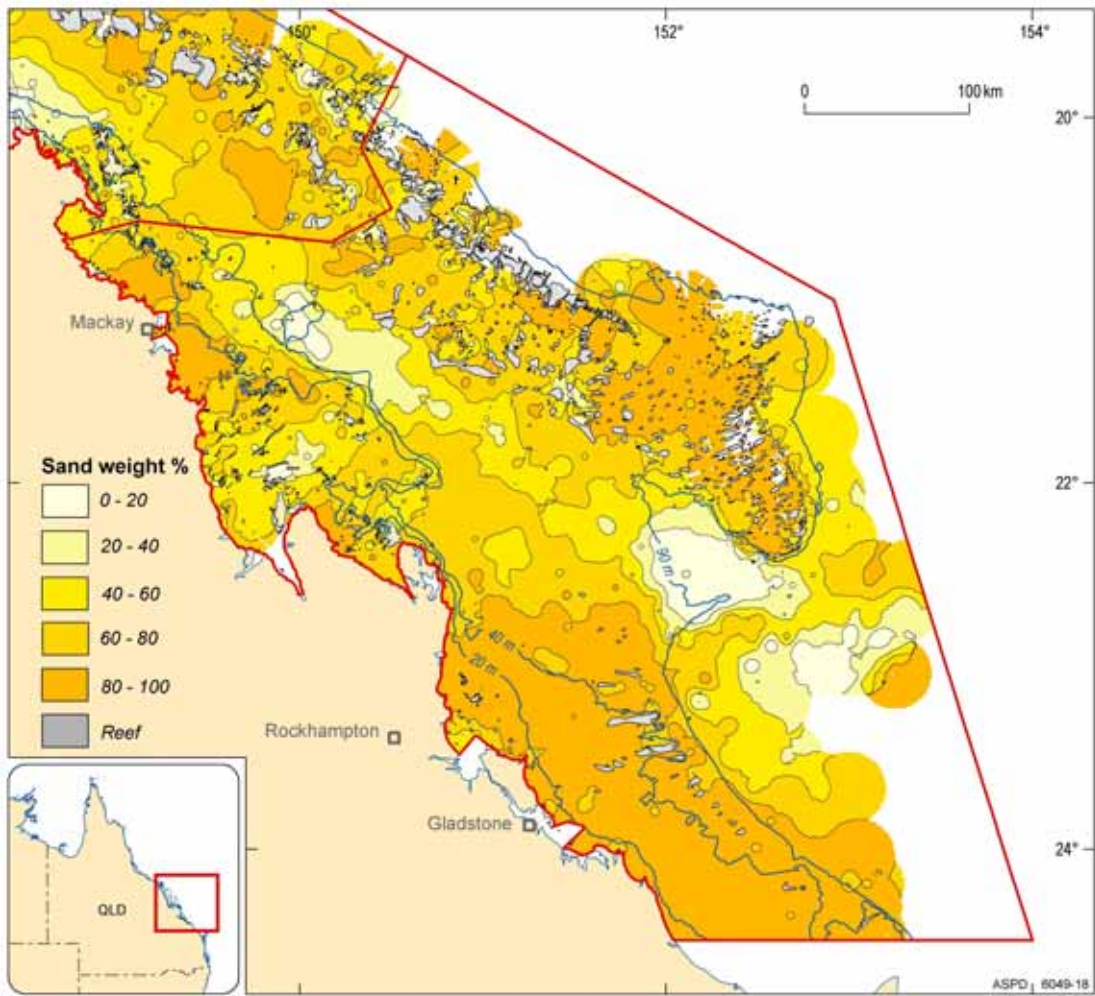 150°
152°
154°
0
100 km
20°
Mackay
Sand weight %
0 - 20
20 - 40
40 - 60
60 - 80
80 - 100
Reef
22°
90 m
40 m
20 m
Rockhampton
Gladstone
24°
QLD
ASPD 6049-18